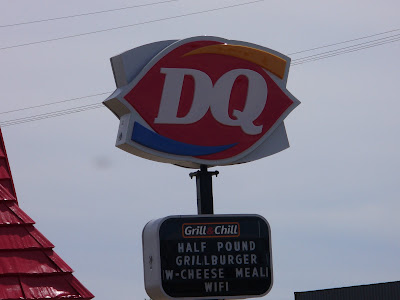 DQ
Grill & Chill
HALF POUND
GRILLBURGER
W-CHEESE MEAL
WIFI